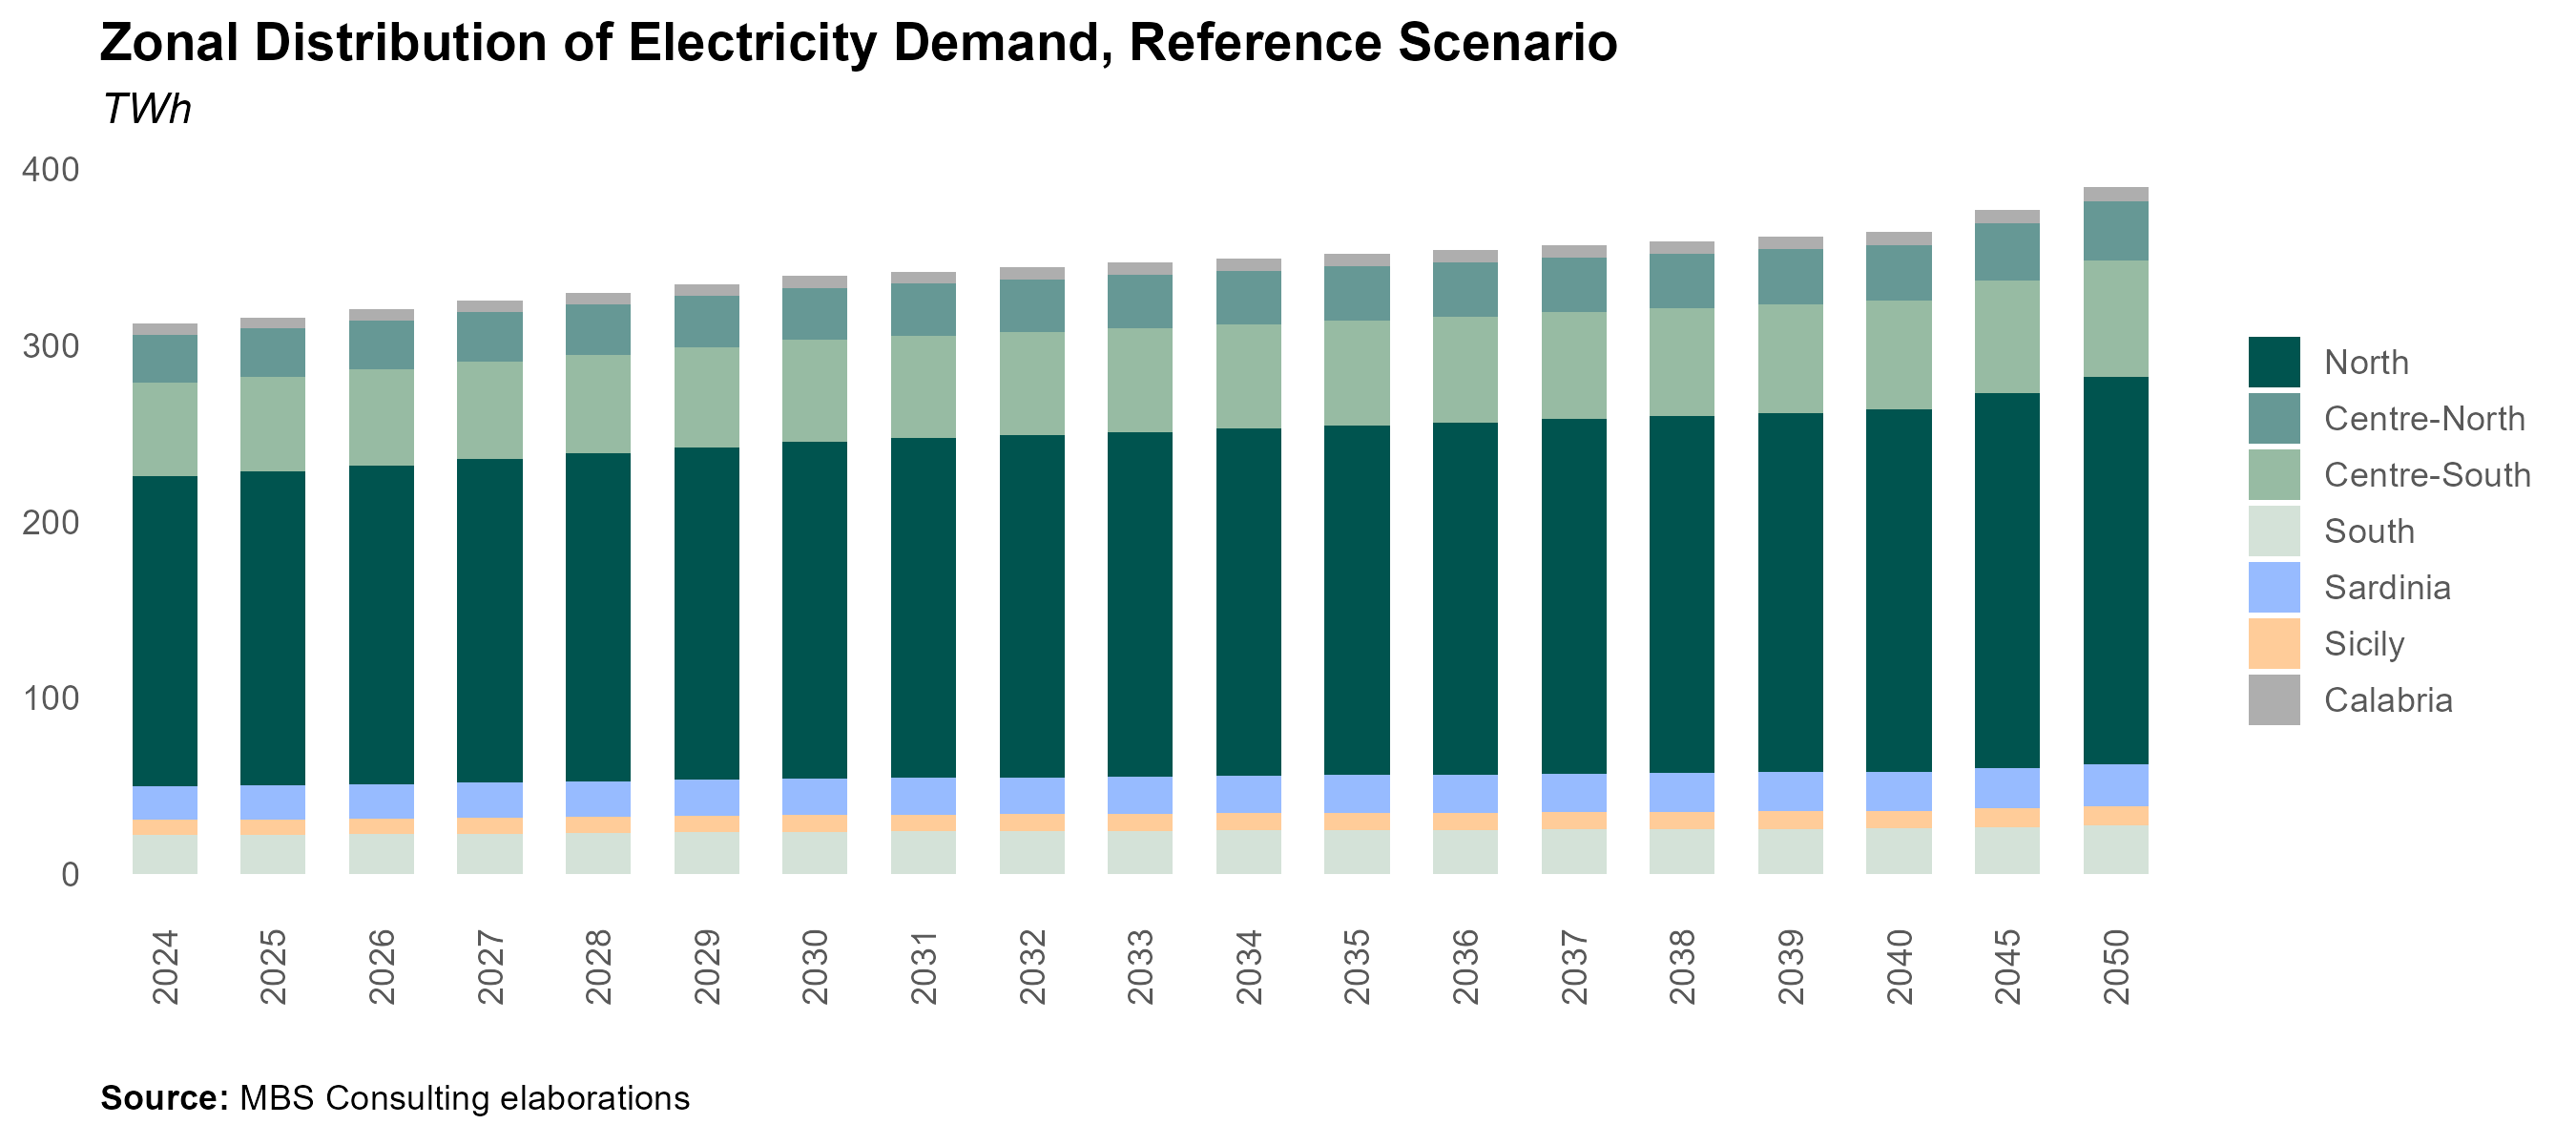 Zonal Distribution of Electricity Demand, Reference Scenario
TWh
400
300
200
100
0
2024
2025
2026
2027
2028
2029
2030
2031
2032
2033
2034
2035
2036
2037
2038
2039
2040
2045
2050
North
Centre-North
Centre-South
South
Sardinia
Sicily
Calabria
Source: MBS Consulting elaborations